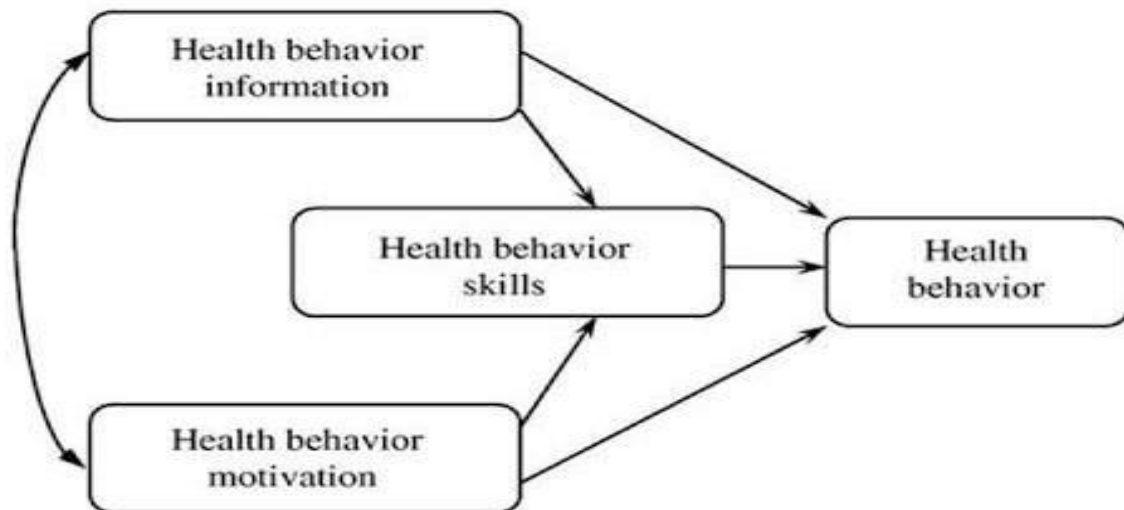 Health behavior
information
Health behavior
skills
Health
behavior
Health behavior
motivation